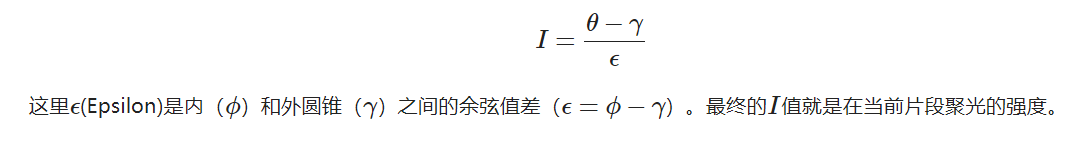 I = \frac{θ − γ}{ϵ}
这里ϵ(Epsilon)是内（ϕ）和外圆锥（γ）之间的余弦值差（ϵ = ϕ − γ）。最终的I值就是在当前片段聚光的强度。